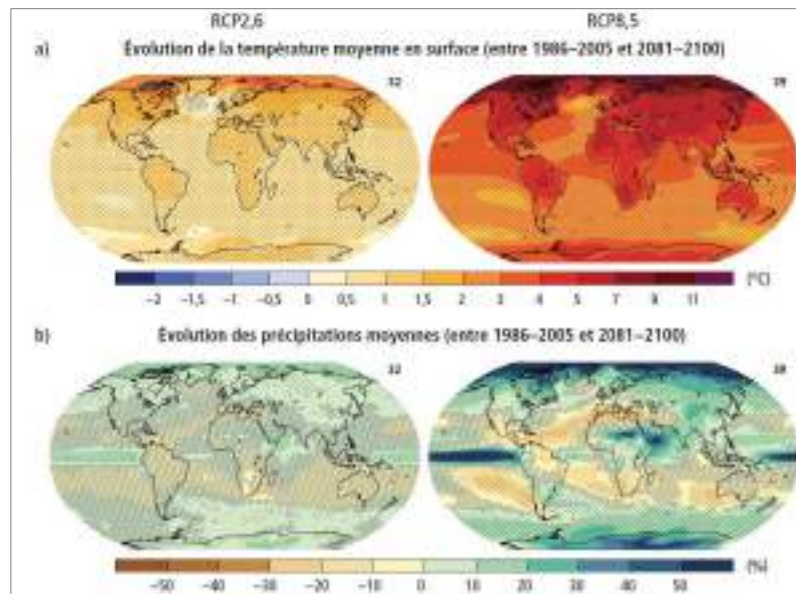 RCP2,6 RCP8,5
a) Évolution de la température moyenne en surface (entre 1986–2005 et 2081–2100)
32 39
(°C)
−2 −1,5 −1 −0,5 0 0,5 1 1,5 2 3 4 5 7 9 11
b) Évolution des précipitations moyennes (entre 1986–2005 et 2081–2100)
32 39
(%)
−50 −40 −30 −20 −10 0 10 20 30 40 50